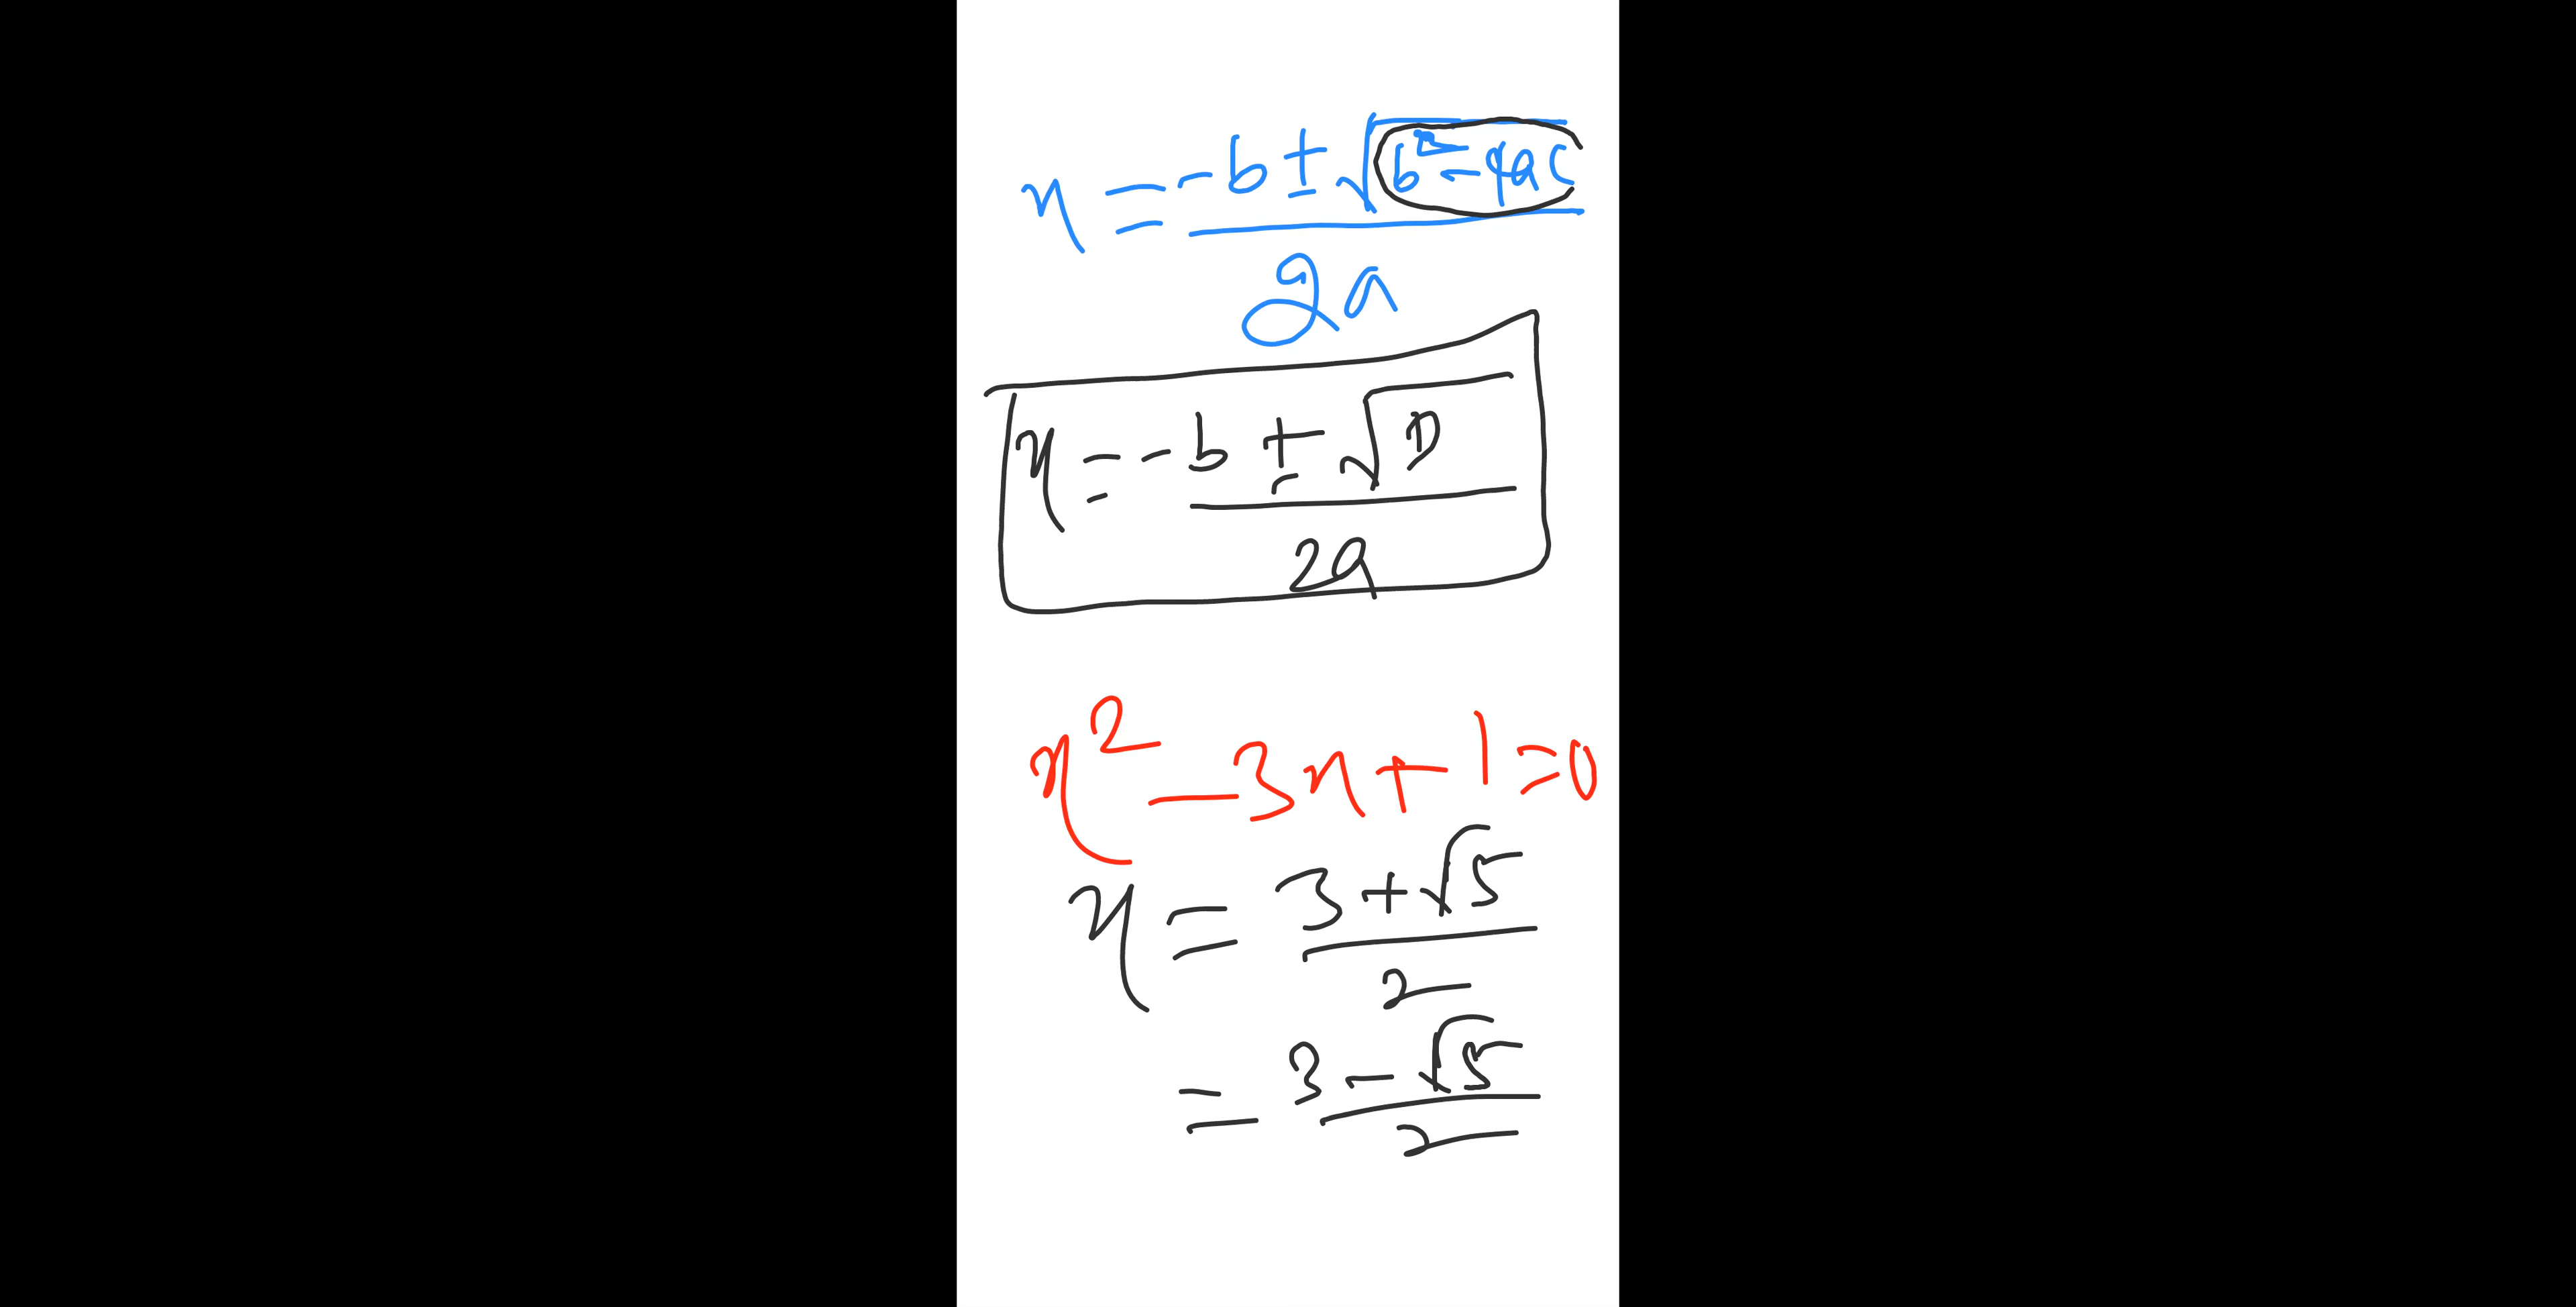 x = -b ± √b² - 4ac / 2a
x = -b ± √D / 2a
x² - 3x + 1 = 0
x = 3 + √5 / 2
= 3 - √5 / 2